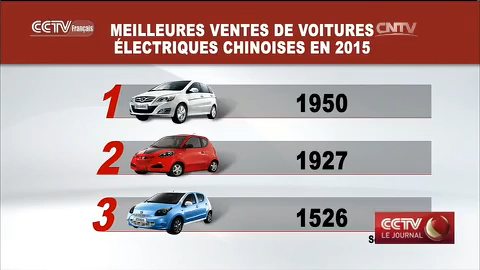 CCTV Français
MEILLEURES VENTES DE VOITURES
CNTV
ÉLECTRIQUES CHINOISES EN 2015
1 1950
2 1927
3 1526
CCTV
LE JOURNAL